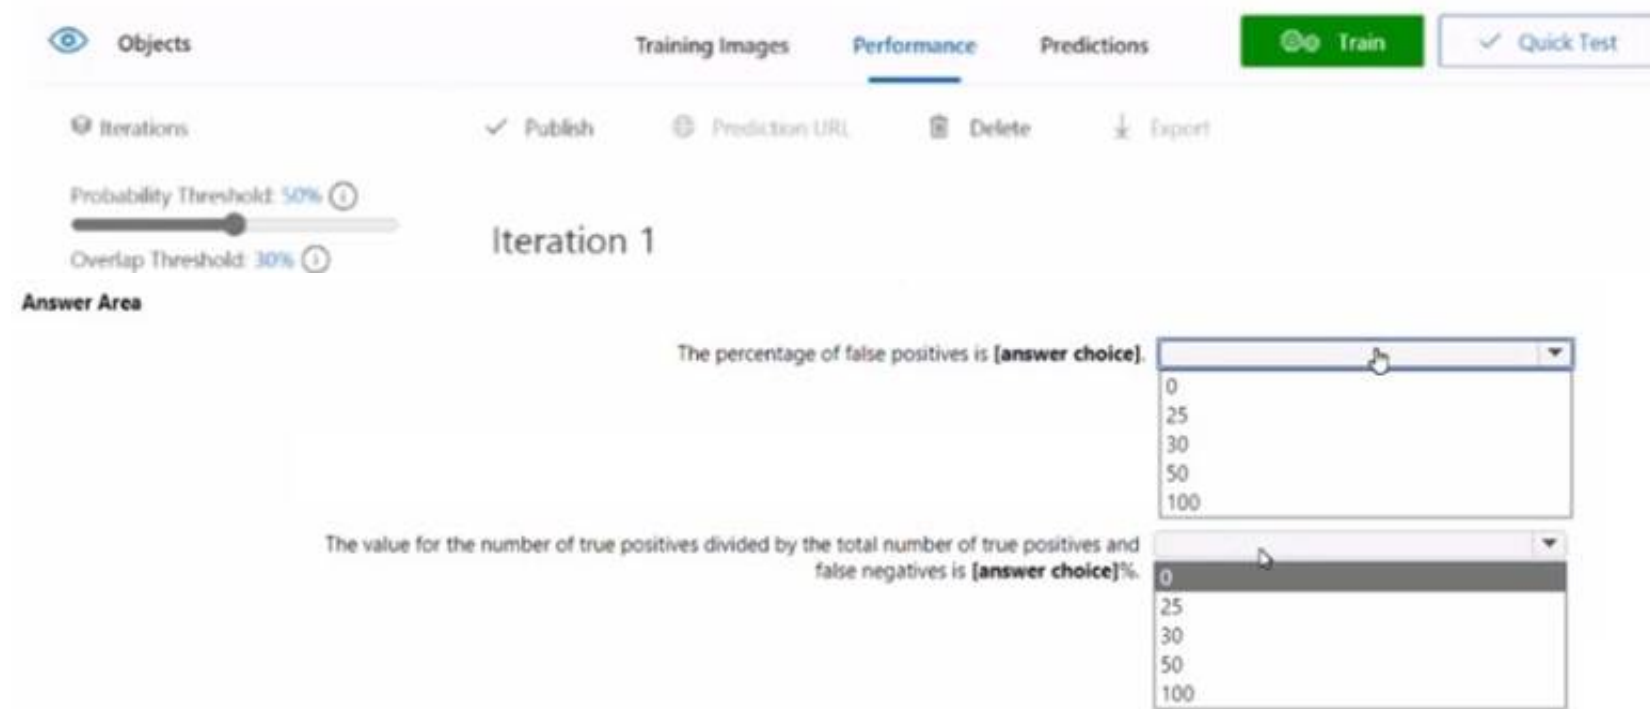 Objects Training Images Performance Predictions Train Quick Test
Iterations Publish Prediction URL Delete Export
Probability Threshold: 50%
Iteration 1
Overlap Threshold: 30%
Answer Area
The percentage of false positives is [answer choice].
0
25
30
50
100
The value for the number of true positives divided by the total number of true positives and
false negatives is [answer choice]%.
0
25
30
50
100